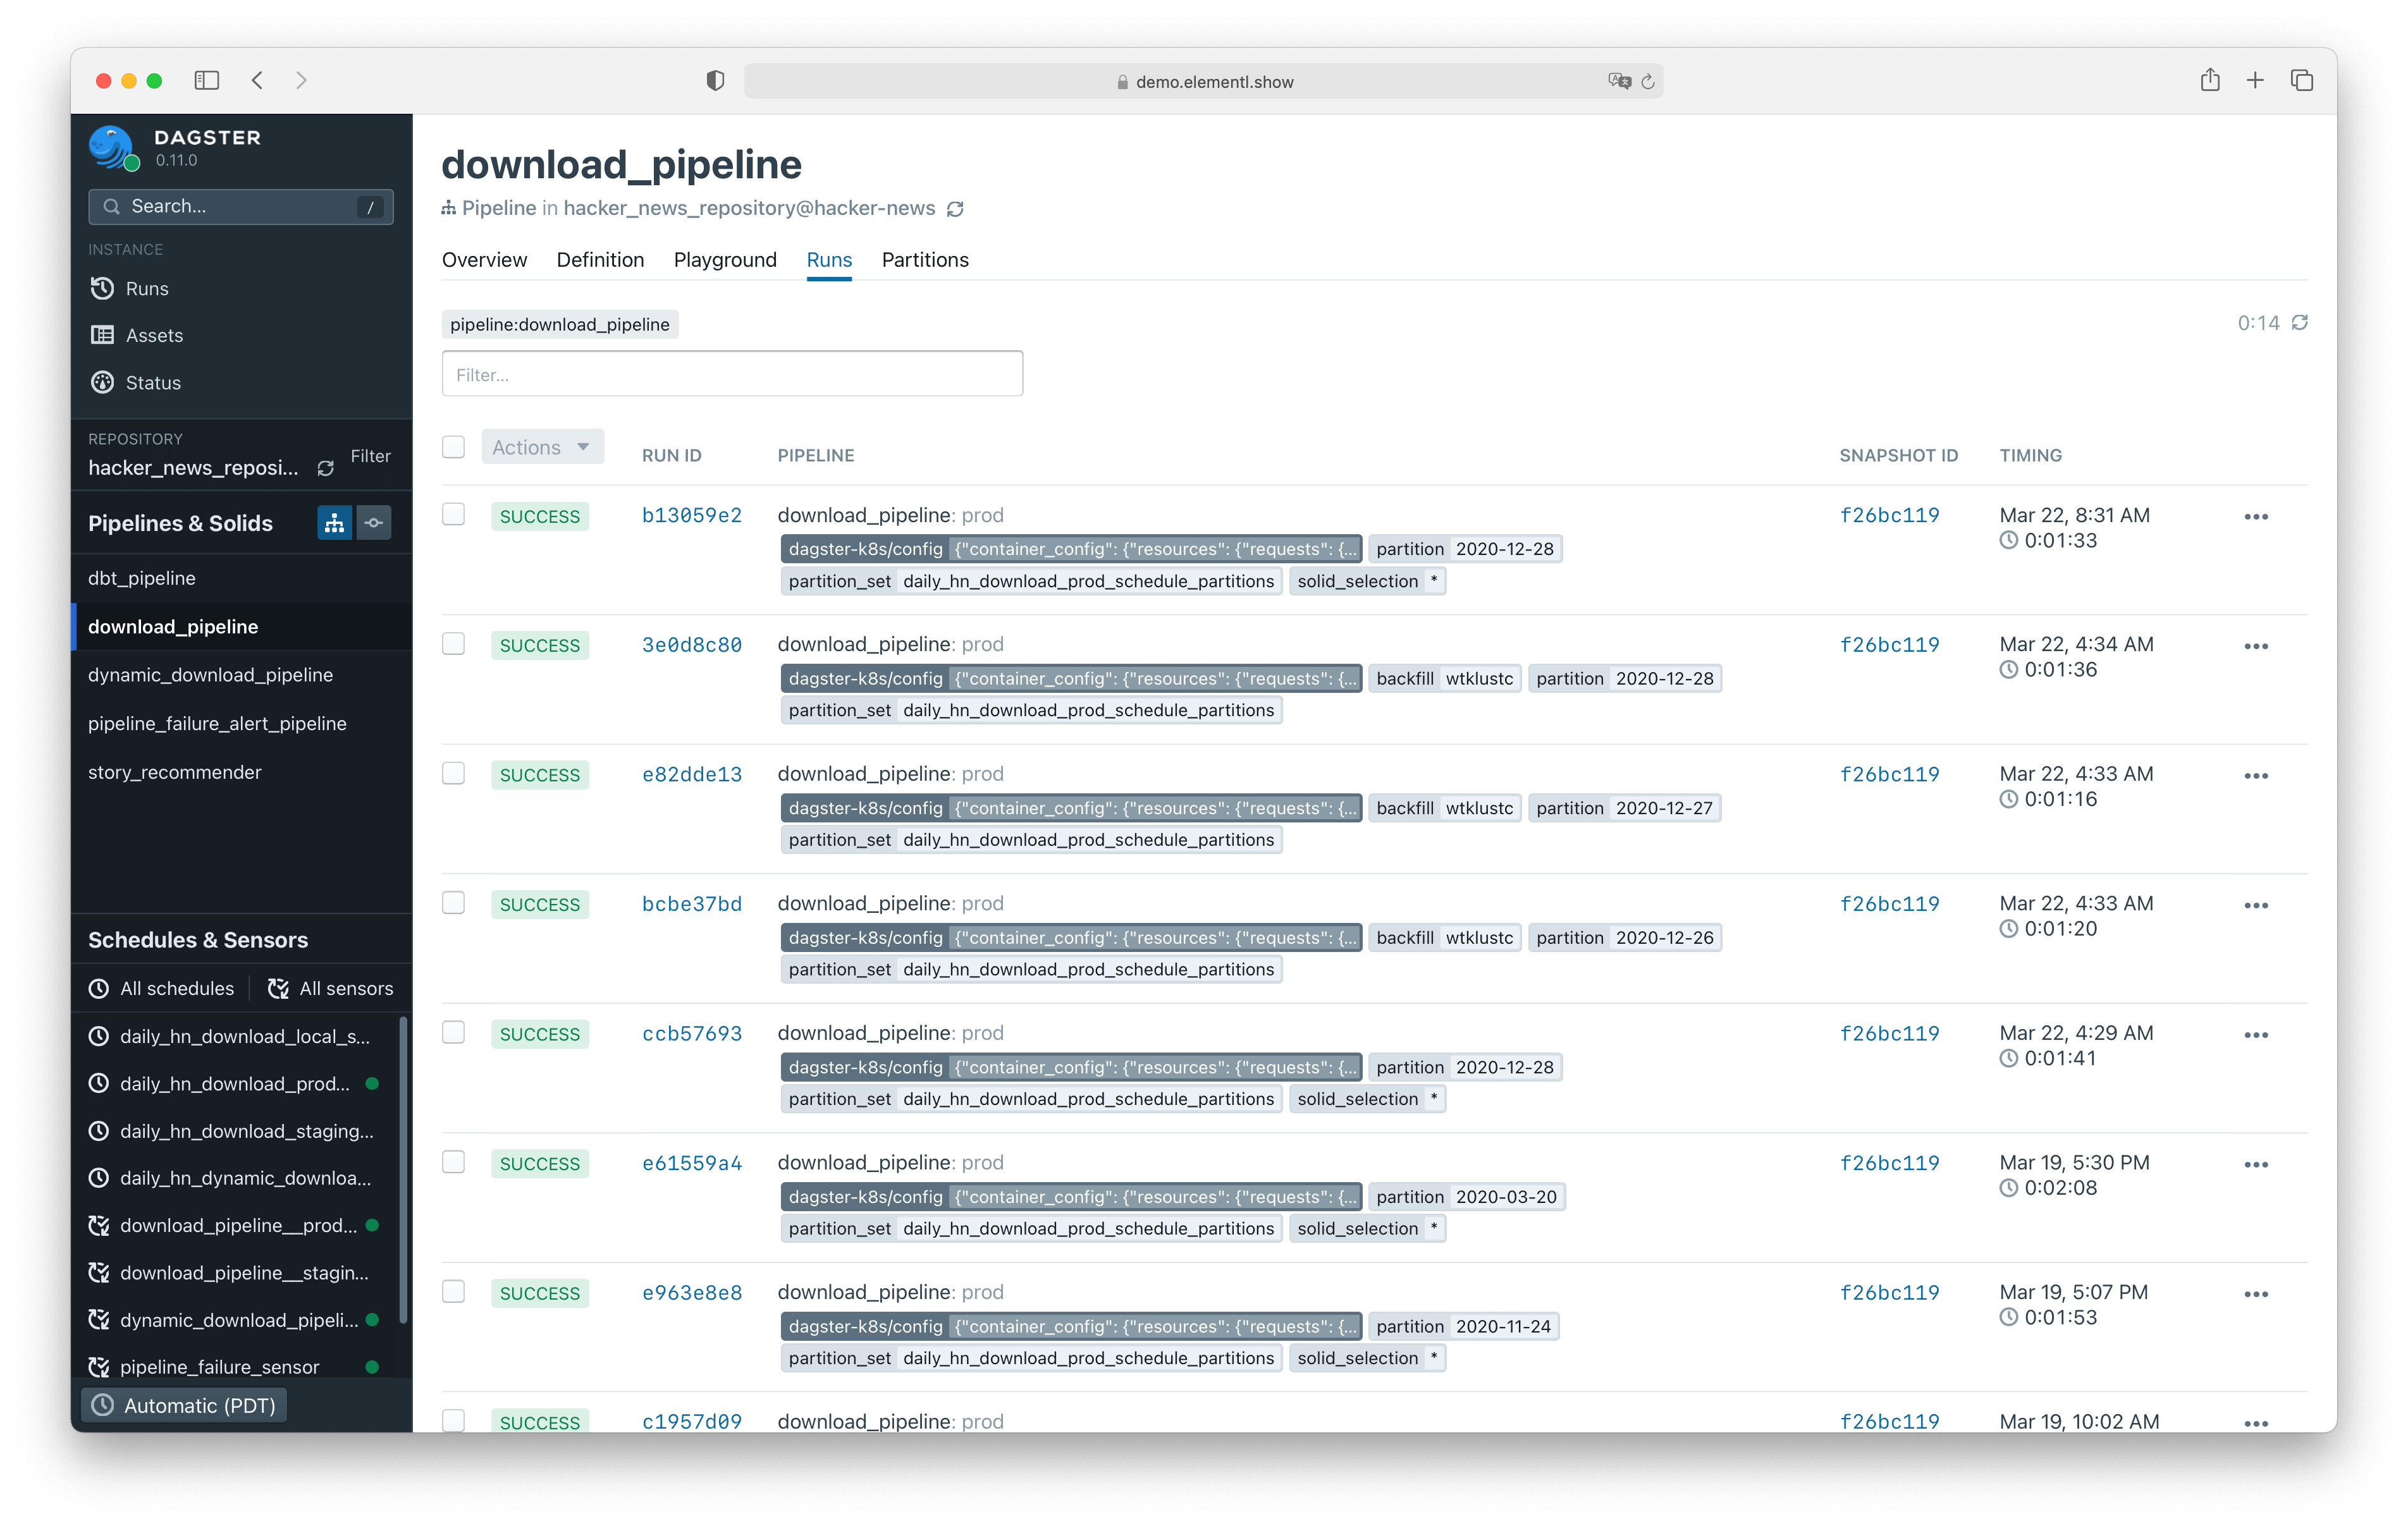 demo.elementl.show
DAGSTER
0.11.0
Search... /
INSTANCE
Runs
Assets
Status
REPOSITORY
hacker_news_reposi...
Filter
Pipelines & Solids
dbt_pipeline
download_pipeline
dynamic_download_pipeline
pipeline_failure_alert_pipeline
story_recommender
Schedules & Sensors
All schedules All sensors
daily_hn_download_local_s...
daily_hn_download_prod...
daily_hn_download_staging...
daily_hn_dynamic_downloa...
download_pipeline__prod...
download_pipeline__stagin...
dynamic_download_pipeli...
pipeline_failure_sensor
Automatic (PDT)
download_pipeline
Pipeline in hacker_news_repository@hacker-news
Overview Definition Playground Runs Partitions
pipeline:download_pipeline 0:14
Filter...
Actions RUN ID PIPELINE SNAPSHOT ID TIMING
SUCCESS b13059e2 download_pipeline: prod f26bc119 Mar 22, 8:31 AM
0:01:33
dagster-k8s/config {"container_config": {"resources": {"requests": {... partition 2020-12-28
partition_set daily_hn_download_prod_schedule_partitions solid_selection *
SUCCESS 3e0d8c80 download_pipeline: prod f26bc119 Mar 22, 4:34 AM
0:01:36
dagster-k8s/config {"container_config": {"resources": {"requests": {... backfill wtklustc partition 2020-12-28
partition_set daily_hn_download_prod_schedule_partitions
SUCCESS e82dde13 download_pipeline: prod f26bc119 Mar 22, 4:33 AM
0:01:16
dagster-k8s/config {"container_config": {"resources": {"requests": {... backfill wtklustc partition 2020-12-27
partition_set daily_hn_download_prod_schedule_partitions
SUCCESS bcbe37bd download_pipeline: prod f26bc119 Mar 22, 4:33 AM
0:01:20
dagster-k8s/config {"container_config": {"resources": {"requests": {... backfill wtklustc partition 2020-12-26
partition_set daily_hn_download_prod_schedule_partitions
SUCCESS ccb57693 download_pipeline: prod f26bc119 Mar 22, 4:29 AM
0:01:41
dagster-k8s/config {"container_config": {"resources": {"requests": {... partition 2020-12-28
partition_set daily_hn_download_prod_schedule_partitions solid_selection *
SUCCESS e61559a4 download_pipeline: prod f26bc119 Mar 19, 5:30 PM
0:02:08
dagster-k8s/config {"container_config": {"resources": {"requests": {... partition 2020-03-20
partition_set daily_hn_download_prod_schedule_partitions solid_selection *
SUCCESS e963e8e8 download_pipeline: prod f26bc119 Mar 19, 5:07 PM
0:01:53
dagster-k8s/config {"container_config": {"resources": {"requests": {... partition 2020-11-24
partition_set daily_hn_download_prod_schedule_partitions solid_selection *
SUCCESS c1957d09 download_pipeline: prod f26bc119 Mar 19, 10:02 AM